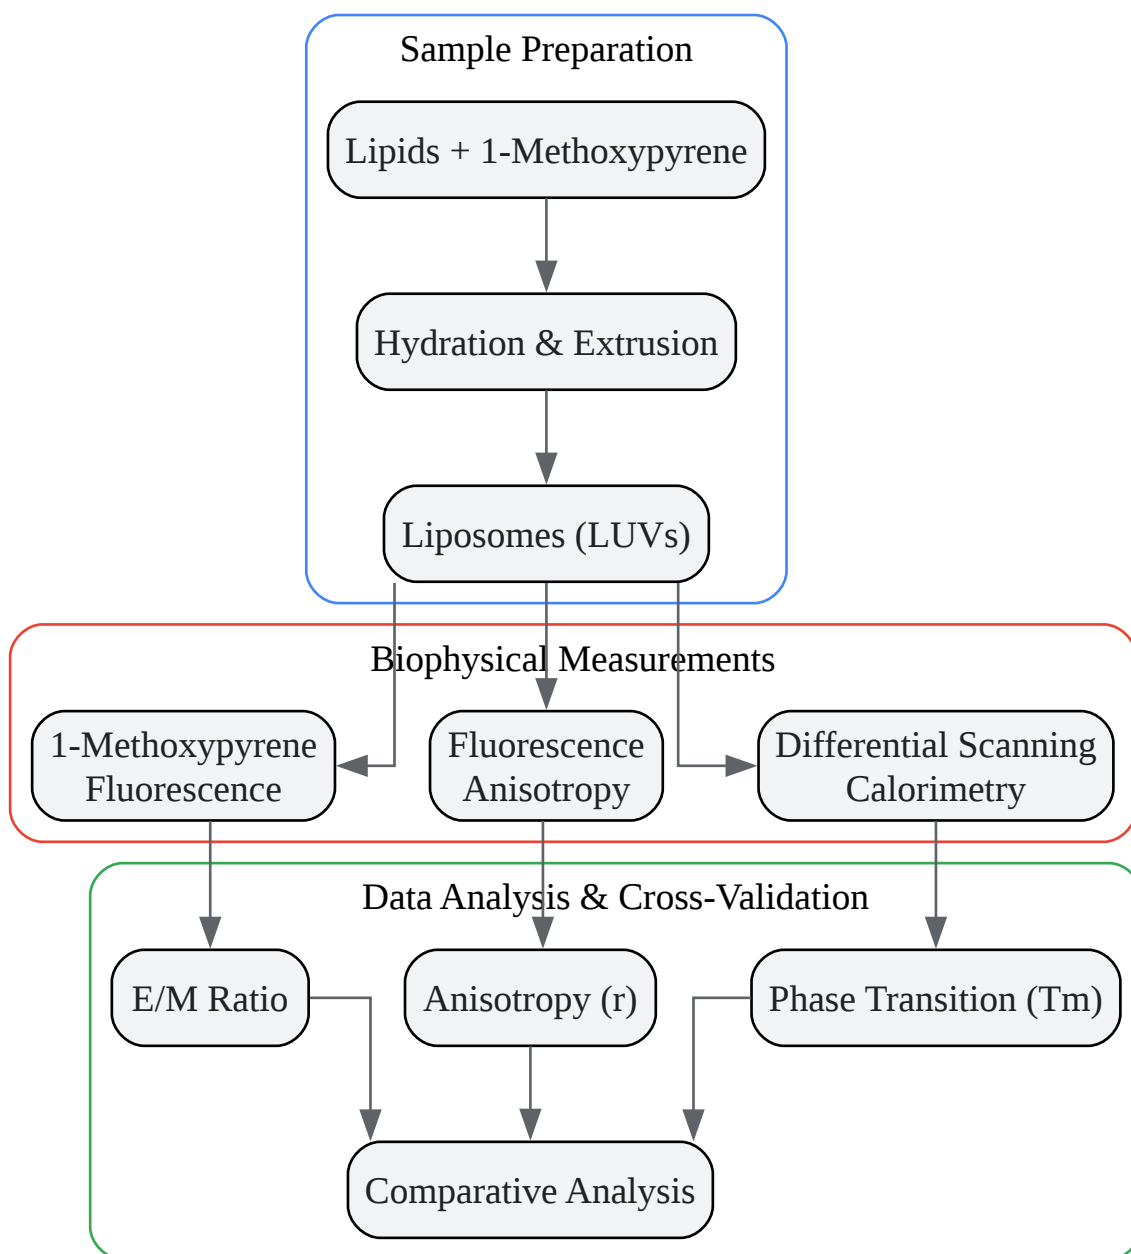 Sample Preparation
Lipids + 1-Methoxypyrene
Hydration & Extrusion
Liposomes (LUVs)
Biophysical Measurements
1-Methoxypyrene
Fluorescence
Fluorescence
Anisotropy
Differential Scanning
Calorimetry
Data Analysis & Cross-Validation
E/M Ratio
Anisotropy (r)
Phase Transition (Tm)
Comparative Analysis